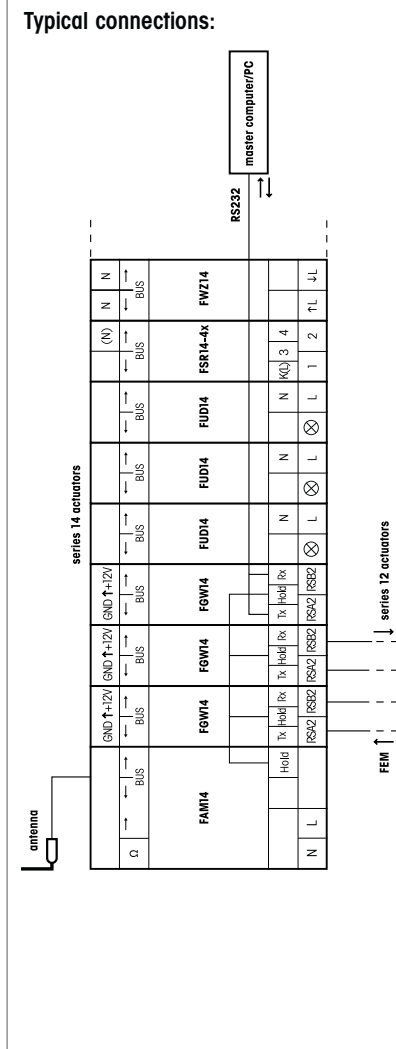 Typical connections:
antenna
series 14 actuators
GND↑+12V GND↑+12V GND↑+12V (N) N N
Ω → ← → ← → ← → ← → ← → ← → ← → ← → ← →
BUS BUS BUS BUS BUS BUS BUS BUS BUS
FAM14 FGW14 FGW14 FGW14 FUD14 FUD14 FUD14 FSR14-4x FWZ14
RS232
master computer/PC
Hold Tx Hold Rx Tx Hold Rx Tx Hold Rx N N N K(L) 3 4
N L RSA2 RSB2 RSA2 RSB2 RSA2 RSB2 L L L 1 2 ↑L ↓L
FEM
series 12 actuators